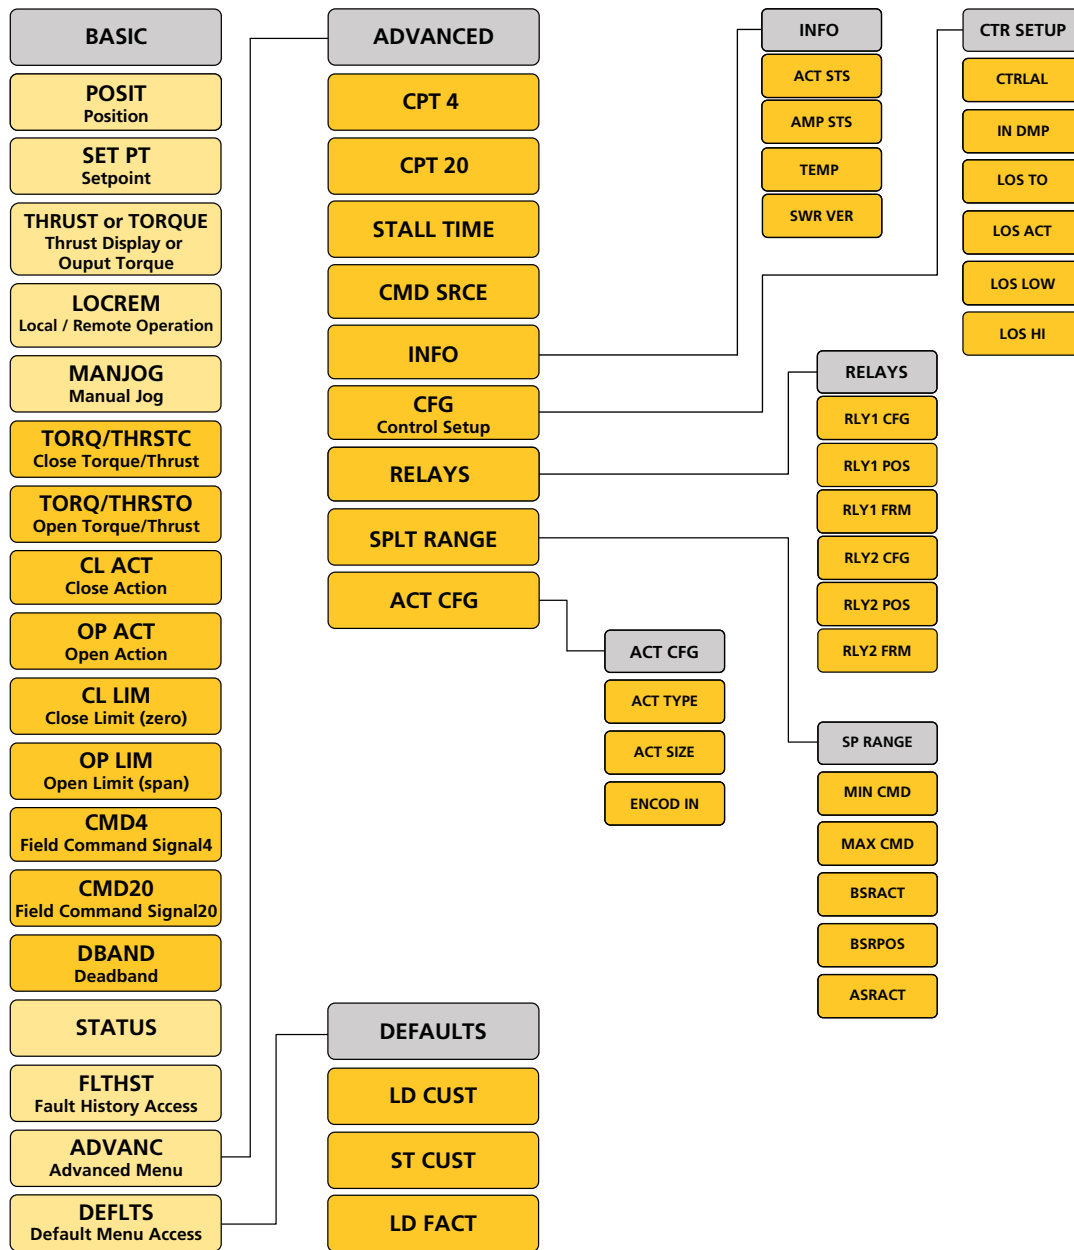 BASIC
POSIT
Position
SET PT
Setpoint
THRUST or TORQUE
Thrust Display or
Ouput Torque
LOCREM
Local / Remote Operation
MANJOG
Manual Jog
TORQ/THRSTC
Close Torque/Thrust
TORQ/THRSTO
Open Torque/Thrust
CL ACT
Close Action
OP ACT
Open Action
CL LIM
Close Limit (zero)
OP LIM
Open Limit (span)
CMD4
Field Command Signal4
CMD20
Field Command Signal20
DBAND
Deadband
STATUS
FLTHST
Fault History Access
ADVANC
Advanced Menu
DEFLTS
Default Menu Access
ADVANCED
CPT 4
CPT 20
STALL TIME
CMD SRCE
INFO
CFG
Control Setup
RELAYS
SPLT RANGE
ACT CFG
DEFAULTS
LD CUST
ST CUST
LD FACT
ACT CFG
ACT TYPE
ACT SIZE
ENCOD IN
INFO
ACT STS
AMP STS
TEMP
SWR VER
RELAYS
RLY1 CFG
RLY1 POS
RLY1 FRM
RLY2 CFG
RLY2 POS
RLY2 FRM
SP RANGE
MIN CMD
MAX CMD
BSRACT
BSRPOS
ASRACT
CTR SETUP
CTRLAL
IN DMP
LOS TO
LOS ACT
LOS LOW
LOS HI